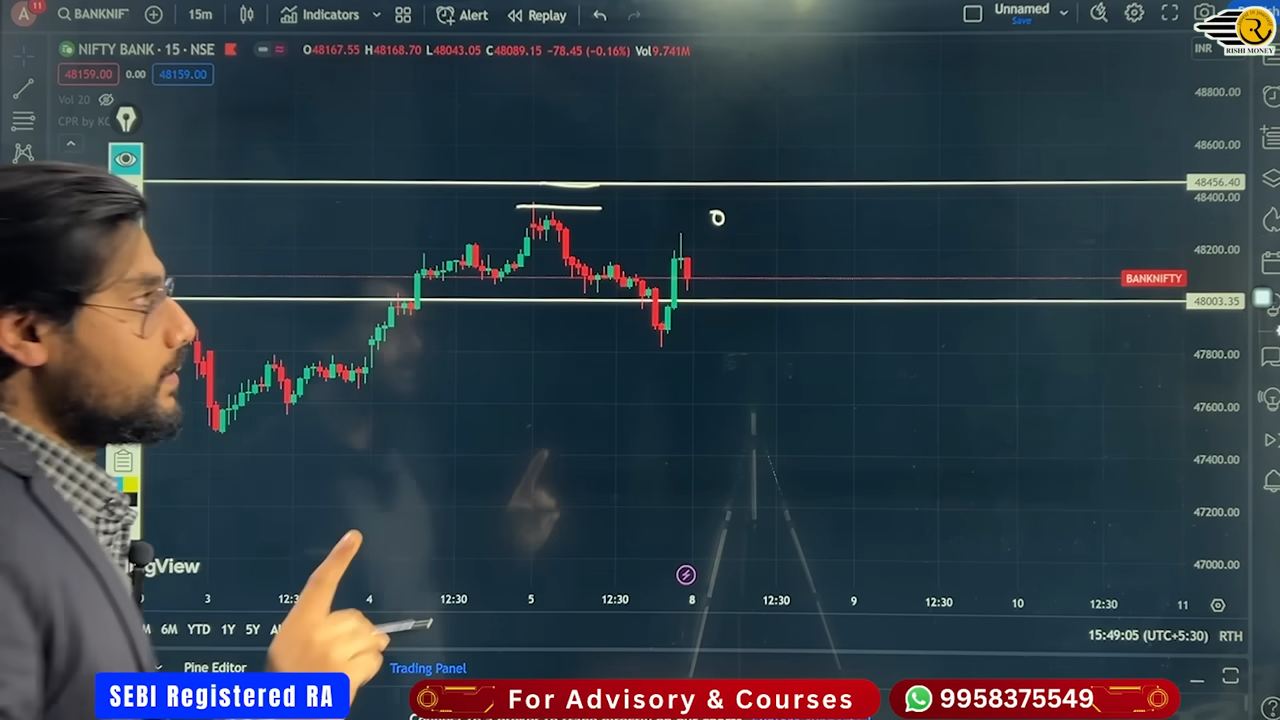 A 11 BANKNIF 15m Indicators Alert Replay Unnamed
Save
RISHI MONEY
NIFTY BANK · 15 · NSE O48167.55 H48168.70 L48043.05 C48089.15 -78.45 (-0.16%) Vol9.741M INR
48159.00 0.00 48159.00
48800.00
Vol 20
CPR by KC
48600.00
48456.40
48400.00
48200.00
BANKNIFTY
48003.35
47800.00
47600.00
47400.00
47200.00
47000.00
gView
3 12:3 4 12:30 5 12:30 8 12:30 9 12:30 10 12:30 11
M 6M YTD 1Y 5Y 15:49:05 (UTC+5:30) RTH
Pine Editor Trading Panel
SEBI Registered RA For Advisory & Courses 9958375549